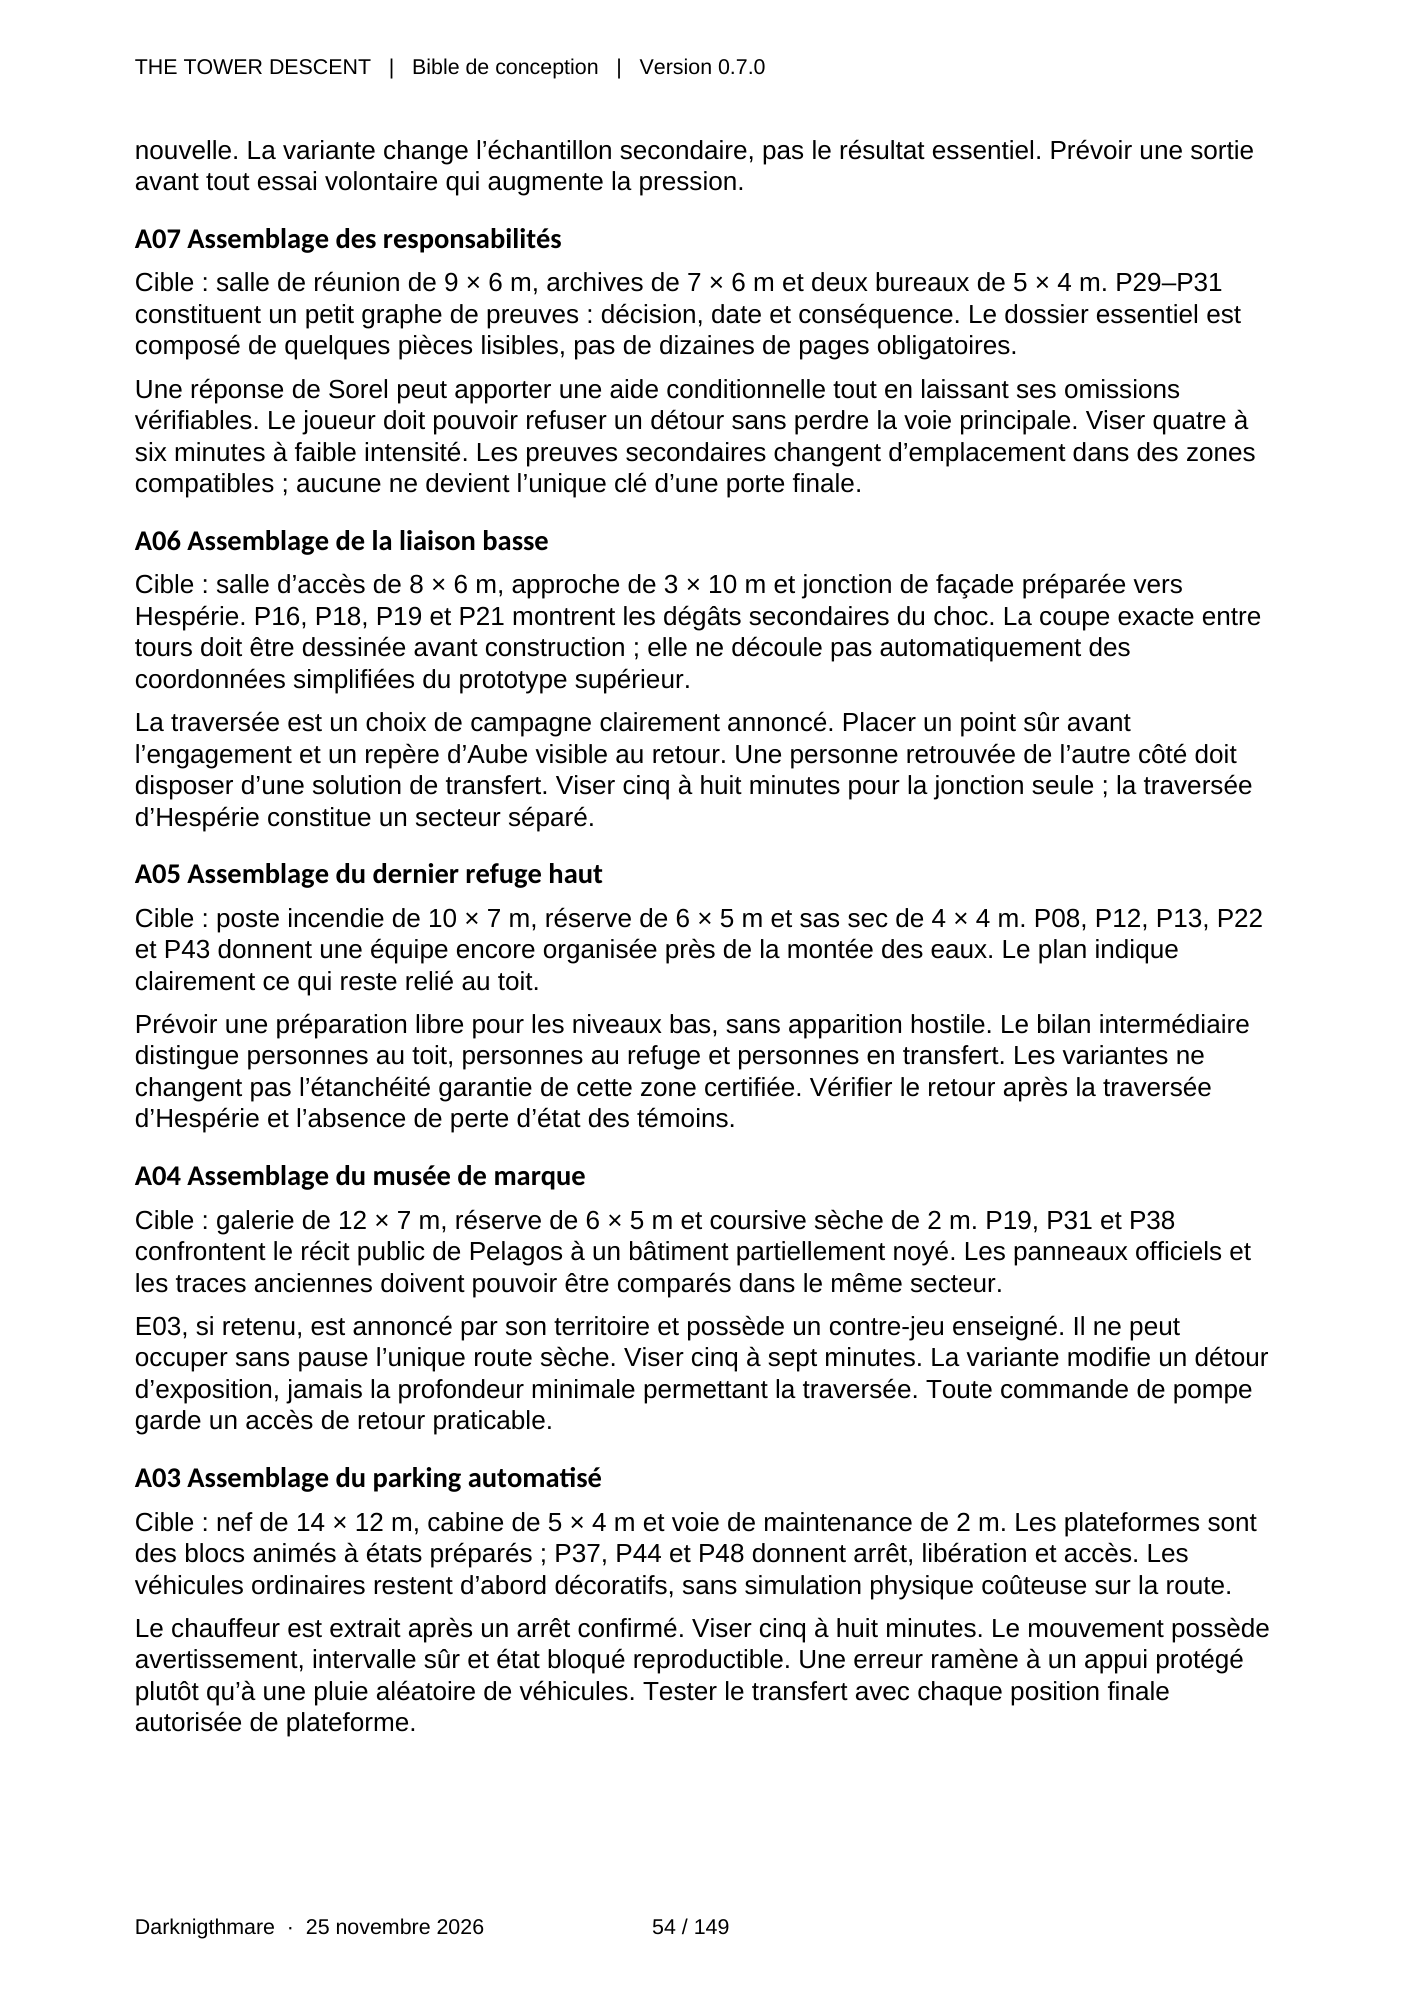 THE TOWER DESCENT | Bible de conception | Version 0.7.0
nouvelle. La variante change l’échantillon secondaire, pas le résultat essentiel. Prévoir une sortie
avant tout essai volontaire qui augmente la pression.
A07 Assemblage des responsabilités
Cible : salle de réunion de 9 × 6 m, archives de 7 × 6 m et deux bureaux de 5 × 4 m. P29–P31
constituent un petit graphe de preuves : décision, date et conséquence. Le dossier essentiel est
composé de quelques pièces lisibles, pas de dizaines de pages obligatoires.
Une réponse de Sorel peut apporter une aide conditionnelle tout en laissant ses omissions
vérifiables. Le joueur doit pouvoir refuser un détour sans perdre la voie principale. Viser quatre à
six minutes à faible intensité. Les preuves secondaires changent d’emplacement dans des zones
compatibles ; aucune ne devient l’unique clé d’une porte finale.
A06 Assemblage de la liaison basse
Cible : salle d’accès de 8 × 6 m, approche de 3 × 10 m et jonction de façade préparée vers
Hespérie. P16, P18, P19 et P21 montrent les dégâts secondaires du choc. La coupe exacte entre
tours doit être dessinée avant construction ; elle ne découle pas automatiquement des
coordonnées simplifiées du prototype supérieur.
La traversée est un choix de campagne clairement annoncé. Placer un point sûr avant
l’engagement et un repère d’Aube visible au retour. Une personne retrouvée de l’autre côté doit
disposer d’une solution de transfert. Viser cinq à huit minutes pour la jonction seule ; la traversée
d’Hespérie constitue un secteur séparé.
A05 Assemblage du dernier refuge haut
Cible : poste incendie de 10 × 7 m, réserve de 6 × 5 m et sas sec de 4 × 4 m. P08, P12, P13, P22
et P43 donnent une équipe encore organisée près de la montée des eaux. Le plan indique
clairement ce qui reste relié au toit.
Prévoir une préparation libre pour les niveaux bas, sans apparition hostile. Le bilan intermédiaire
distingue personnes au toit, personnes au refuge et personnes en transfert. Les variantes ne
changent pas l’étanchéité garantie de cette zone certifiée. Vérifier le retour après la traversée
d’Hespérie et l’absence de perte d’état des témoins.
A04 Assemblage du musée de marque
Cible : galerie de 12 × 7 m, réserve de 6 × 5 m et coursive sèche de 2 m. P19, P31 et P38
confrontent le récit public de Pelagos à un bâtiment partiellement noyé. Les panneaux officiels et
les traces anciennes doivent pouvoir être comparés dans le même secteur.
E03, si retenu, est annoncé par son territoire et possède un contre-jeu enseigné. Il ne peut
occuper sans pause l’unique route sèche. Viser cinq à sept minutes. La variante modifie un détour
d’exposition, jamais la profondeur minimale permettant la traversée. Toute commande de pompe
garde un accès de retour praticable.
A03 Assemblage du parking automatisé
Cible : nef de 14 × 12 m, cabine de 5 × 4 m et voie de maintenance de 2 m. Les plateformes sont
des blocs animés à états préparés ; P37, P44 et P48 donnent arrêt, libération et accès. Les
véhicules ordinaires restent d’abord décoratifs, sans simulation physique coûteuse sur la route.
Le chauffeur est extrait après un arrêt confirmé. Viser cinq à huit minutes. Le mouvement possède
avertissement, intervalle sûr et état bloqué reproductible. Une erreur ramène à un appui protégé
plutôt qu’à une pluie aléatoire de véhicules. Tester le transfert avec chaque position finale
autorisée de plateforme.
Darknigthmare · 25 novembre 2026 54 / 149